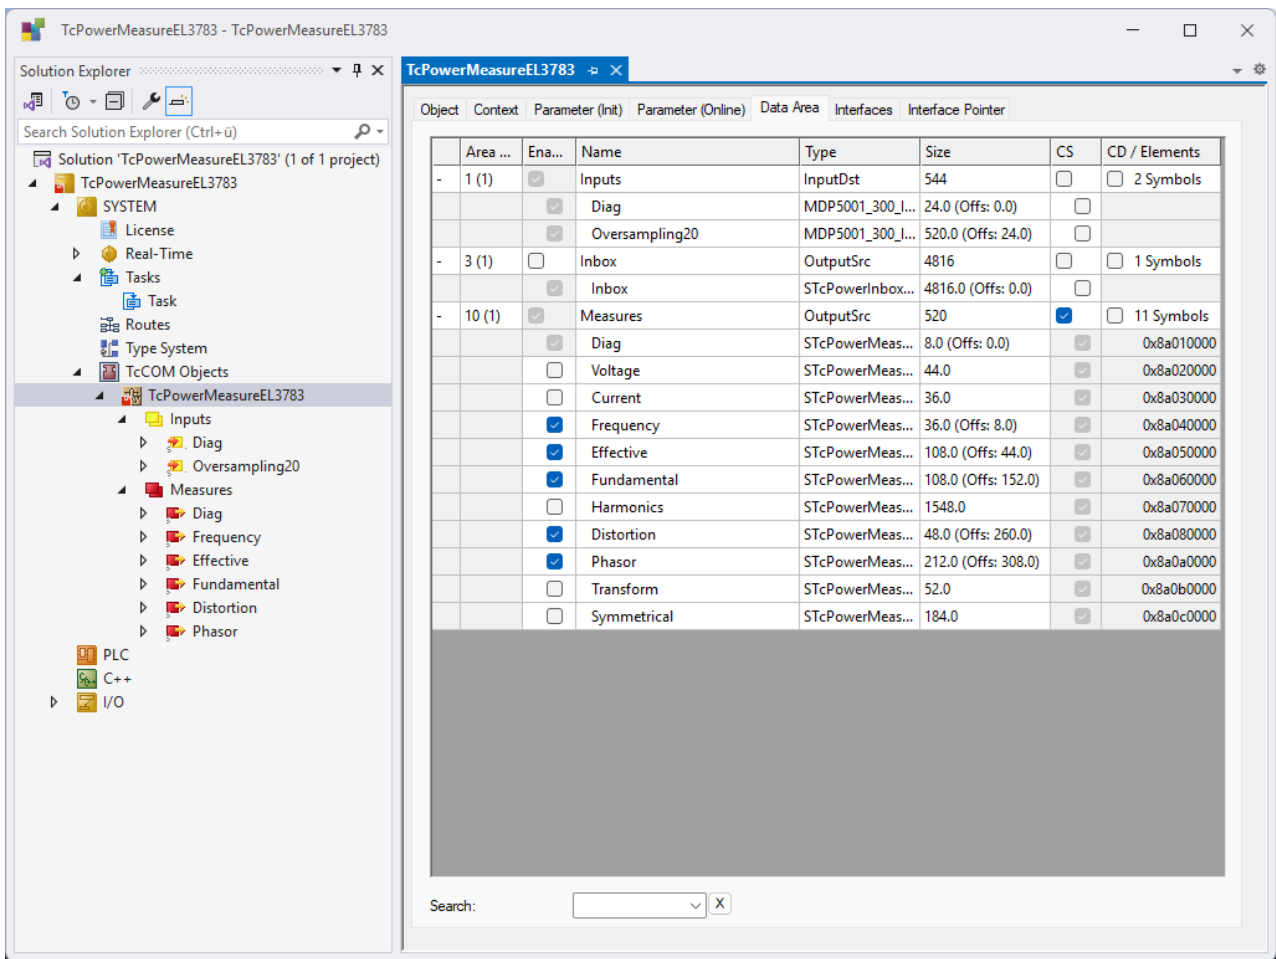 TcPowerMeasureEL3783 - TcPowerMeasureEL3783
Solution Explorer
Search Solution Explorer (Ctrl+ü)
Solution 'TcPowerMeasureEL3783' (1 of 1 project)
TcPowerMeasureEL3783
SYSTEM
License
Real-Time
Tasks
Task
Routes
Type System
TcCOM Objects
TcPowerMeasureEL3783
Inputs
Diag
Oversampling20
Measures
Diag
Frequency
Effective
Fundamental
Distortion
Phasor
PLC
C++
I/O
TcPowerMeasureEL3783
Object Context Parameter (Init) Parameter (Online) Data Area Interfaces Interface Pointer
Area ... Ena... Name Type Size CS CD / Elements
- 1 (1) Inputs InputDst 544 2 Symbols
Diag MDP5001_300_I... 24.0 (Offs: 0.0)
Oversampling20 MDP5001_300_I... 520.0 (Offs: 24.0)
- 3 (1) Inbox OutputSrc 4816 1 Symbols
Inbox STcPowerInbox... 4816.0 (Offs: 0.0)
- 10 (1) Measures OutputSrc 520 11 Symbols
Diag STcPowerMeas... 8.0 (Offs: 0.0) 0x8a010000
Voltage STcPowerMeas... 44.0 0x8a020000
Current STcPowerMeas... 36.0 0x8a030000
Frequency STcPowerMeas... 36.0 (Offs: 8.0) 0x8a040000
Effective STcPowerMeas... 108.0 (Offs: 44.0) 0x8a050000
Fundamental STcPowerMeas... 108.0 (Offs: 152.0) 0x8a060000
Harmonics STcPowerMeas... 1548.0 0x8a070000
Distortion STcPowerMeas... 48.0 (Offs: 260.0) 0x8a080000
Phasor STcPowerMeas... 212.0 (Offs: 308.0) 0x8a0a0000
Transform STcPowerMeas... 52.0 0x8a0b0000
Symmetrical STcPowerMeas... 184.0 0x8a0c0000
Search: X